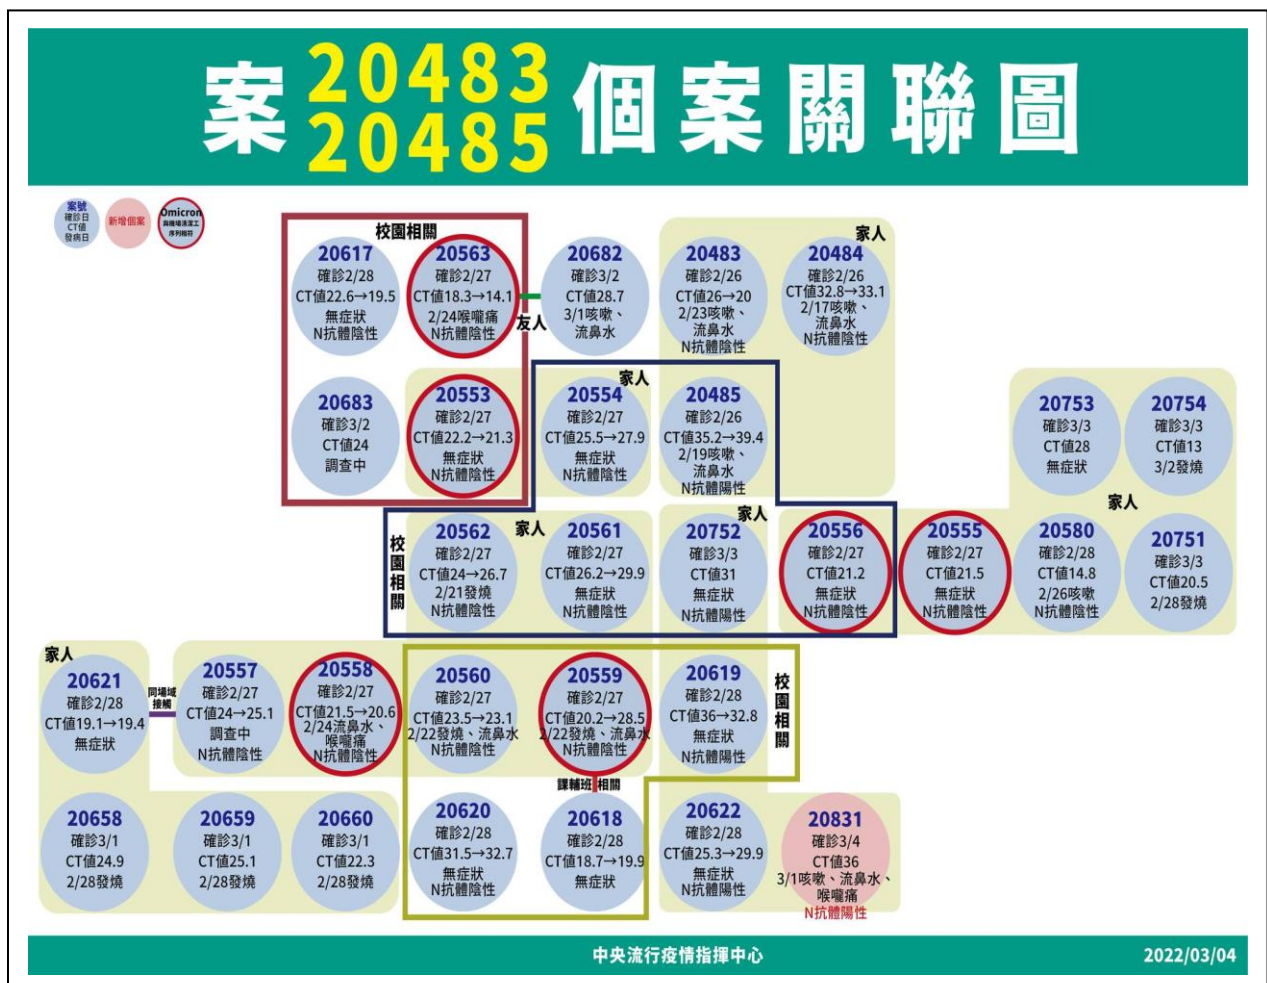 案
20483
20485
個案關聯圖
案號
確診日
CT值
發病日
新增個案
Omicron
與機場清潔工
序列相符
校園相關
20617
確診2/28
CT值22.6→19.5
無症狀
N抗體陰性
20563
確診2/27
CT值18.3→14.1
2/24喉嚨痛
N抗體陰性
友人
20682
確診3/2
CT值28.7
3/1咳嗽、
流鼻水
家人
20483
確診2/26
CT值26→20
2/23咳嗽、
流鼻水
N抗體陰性
20484
確診2/26
CT值32.8→33.1
2/17咳嗽、
流鼻水
N抗體陰性
20683
確診3/2
CT值24
調查中
20553
確診2/27
CT值22.2→21.3
無症狀
N抗體陰性
家人
20554
確診2/27
CT值25.5→27.9
無症狀
N抗體陰性
20485
確診2/26
CT值35.2→39.4
2/19咳嗽、
流鼻水
N抗體陽性
20753
確診3/3
CT值28
無症狀
20754
確診3/3
CT值13
3/2發燒
校園相關
20562
確診2/27
CT值24→26.7
2/21發燒
N抗體陰性
家人
20561
確診2/27
CT值26.2→29.9
無症狀
N抗體陰性
20752
確診3/3
CT值31
無症狀
N抗體陽性
家人
20556
確診2/27
CT值21.2
無症狀
N抗體陰性
20555
確診2/27
CT值21.5
無症狀
N抗體陰性
20580
確診2/28
CT值14.8
2/26咳嗽
N抗體陰性
家人
20751
確診3/3
CT值20.5
2/28發燒
家人
20621
確診2/28
CT值19.1→19.4
無症狀
同場域
接觸
20557
確診2/27
CT值24→25.1
調查中
N抗體陰性
20558
確診2/27
CT值21.5→20.6
2/24流鼻水、
喉嚨痛
N抗體陰性
20560
確診2/27
CT值23.5→23.1
2/22發燒、流鼻水
N抗體陰性
20559
確診2/27
CT值20.2→28.5
2/22發燒、流鼻水
N抗體陰性
20619
確診2/28
CT值36→32.8
無症狀
N抗體陽性
校園相關
課輔班相關
20658
確診3/1
CT值24.9
2/28發燒
20659
確診3/1
CT值25.1
2/28發燒
20660
確診3/1
CT值22.3
2/28發燒
20620
確診2/28
CT值31.5→32.7
無症狀
N抗體陰性
20618
確診2/28
CT值18.7→19.9
無症狀
20622
確診2/28
CT值25.3→29.9
無症狀
N抗體陽性
20831
確診3/4
CT值36
3/1咳嗽、流鼻水、
喉嚨痛
N抗體陽性
中央流行疫情指揮中心
2022/03/04